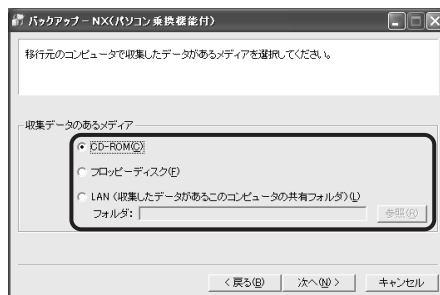 バックアップ－NX(パソコン乗換機能付)
移行元のコンピュータで収集したデータがあるメディアを選択してください。
収集データのあるメディア
CD-ROM(C)
フロッピーディスク(F)
LAN (収集したデータがあるこのコンピュータの共有フォルダ)(L)
フォルダ: 参照(R)
< 戻る(B) 次へ(N) > キャンセル